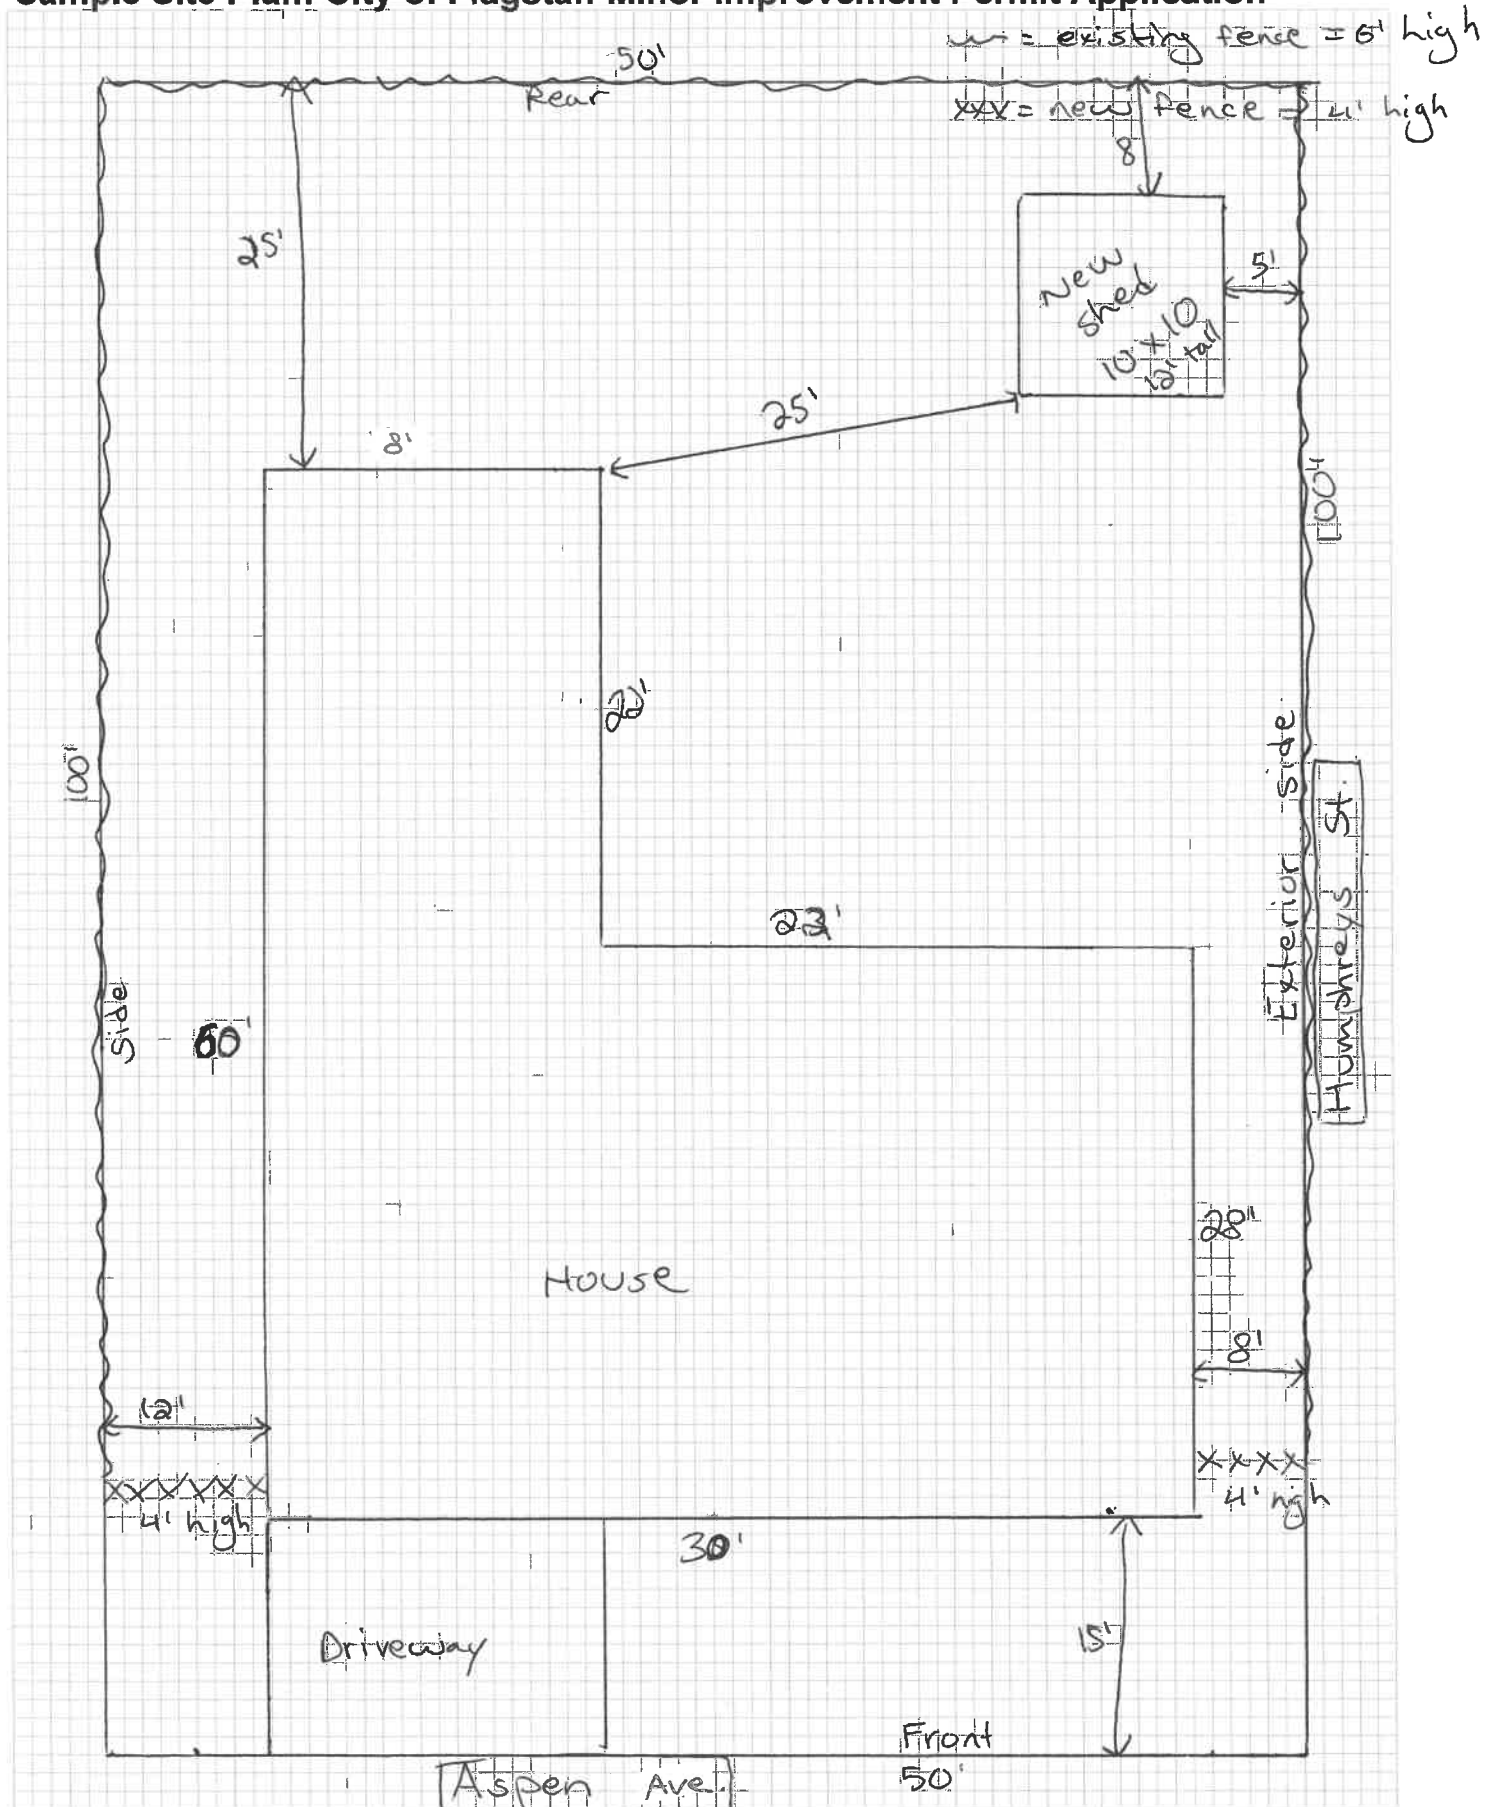 Sample Site Plan: City of Flagstaff Minor Improvement Permit Application
= existing fence = 6' high
50'
Rear
xxx = new fence = 4' high
8
25'
5'
New
shed
10 x 10
12' tall
25'
8'
100'
22'
Exterior Side
100'
Humphreys St.
Side
60'
28'
House
8'
12'
xxxxxx
xxxx
4' high
4' high
30'
Driveway
15'
Front
Aspen Ave.
50'